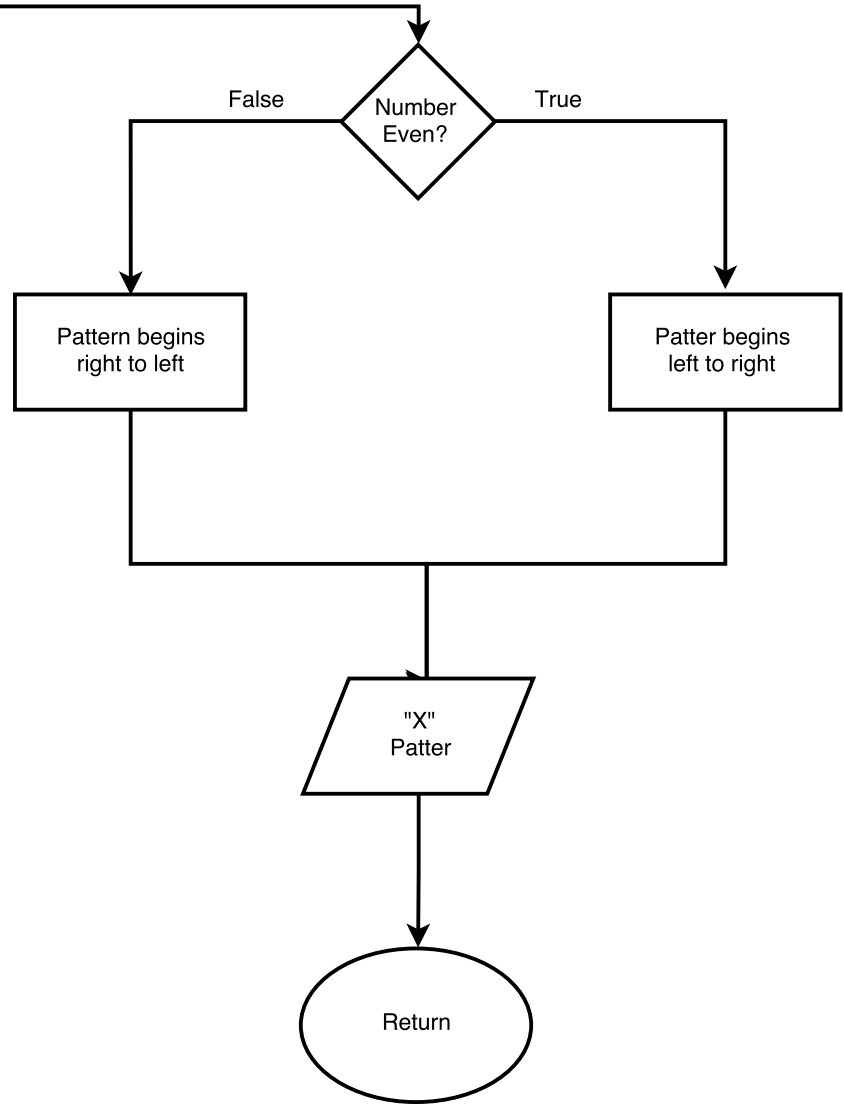 False
Number
Even?
True
Pattern begins
right to left
Patter begins
left to right
"X"
Patter
Return